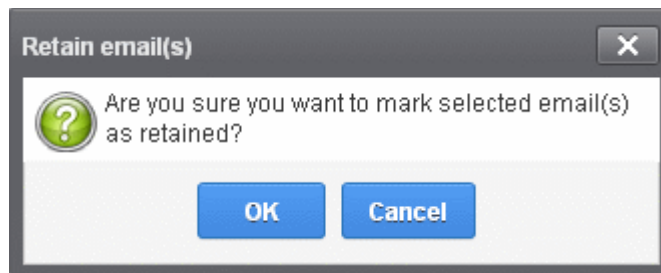 Retain email(s)
Are you sure you want to mark selected email(s)
as retained?
OK
Cancel